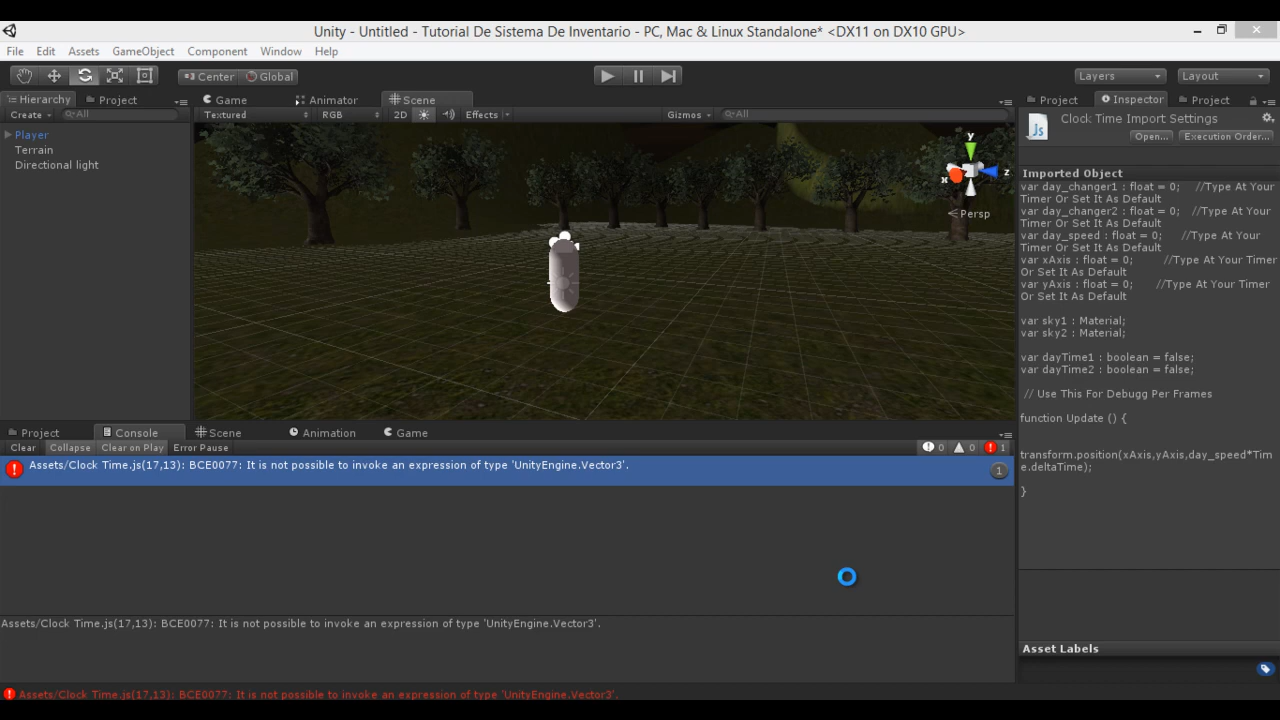 Unity - Untitled - Tutorial De Sistema De Inventario - PC, Mac & Linux Standalone* <DX11 on DX10 GPU>
File Edit Assets GameObject Component Window Help
Center Global Layers Layout
Hierarchy Project Game Animator Scene Project Inspector Project
Create All Textured RGB 2D Effects Gizmos All Clock Time Import Settings
Open... Execution Order...
Player
Terrain
Directional light
y
x
z
Persp
Imported Object
var day_changer1 : float = 0; //Type At Your
Timer Or Set It As Default
var day_changer2 : float = 0; //Type At Your
Timer Or Set It As Default
var day_speed : float = 0; //Type At Your
Timer Or Set It As Default
var xAxis : float = 0; //Type At Your Timer
Or Set It As Default
var yAxis : float = 0; //Type At Your Timer
Or Set It As Default
var sky1 : Material;
var sky2 : Material;
var dayTime1 : boolean = false;
var dayTime2 : boolean = false;
// Use This For Debugg Per Frames
function Update () {
transform.position(xAxis,yAxis,day_speed*Tim
e.deltaTime);
}
Project Console Scene Animation Game
Clear Collapse Clear on Play Error Pause 0 0 1
Assets/Clock Time.js(17,13): BCE0077: It is not possible to invoke an expression of type 'UnityEngine.Vector3'.
1
Assets/Clock Time.js(17,13): BCE0077: It is not possible to invoke an expression of type 'UnityEngine.Vector3'.
Asset Labels
Assets/Clock Time.js(17,13): BCE0077: It is not possible to invoke an expression of type 'UnityEngine.Vector3'.